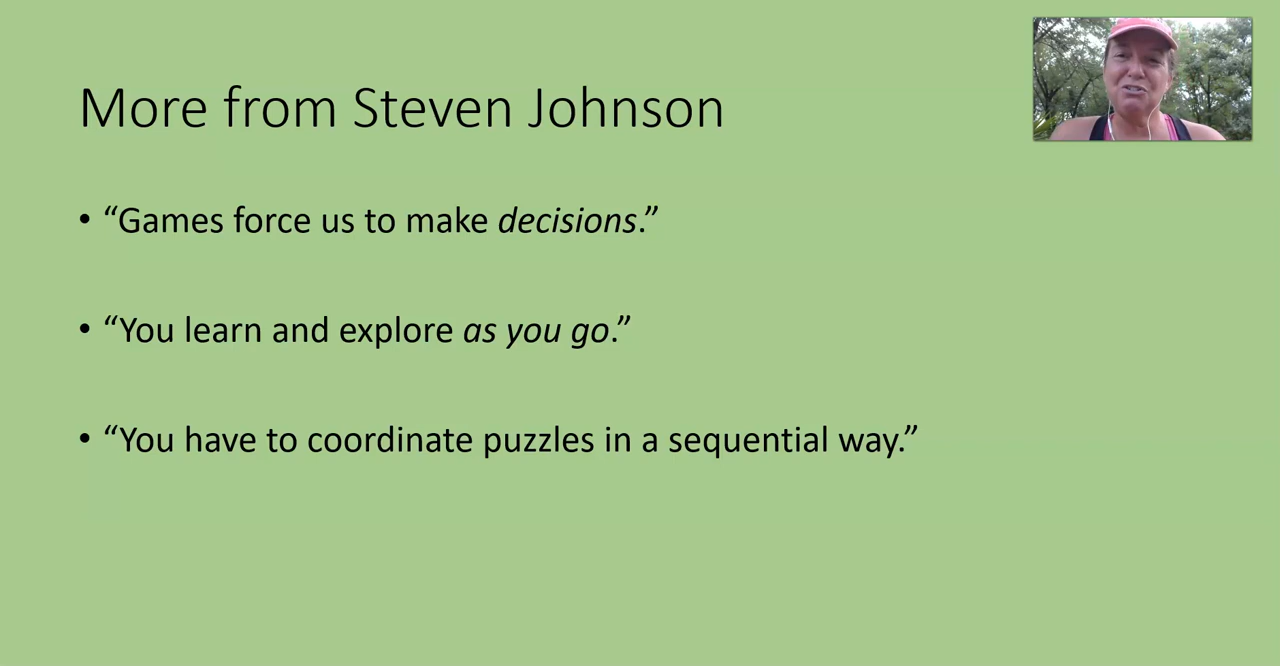 More from Steven Johnson
• “Games force us to make decisions.”
• “You learn and explore as you go.”
• “You have to coordinate puzzles in a sequential way.”